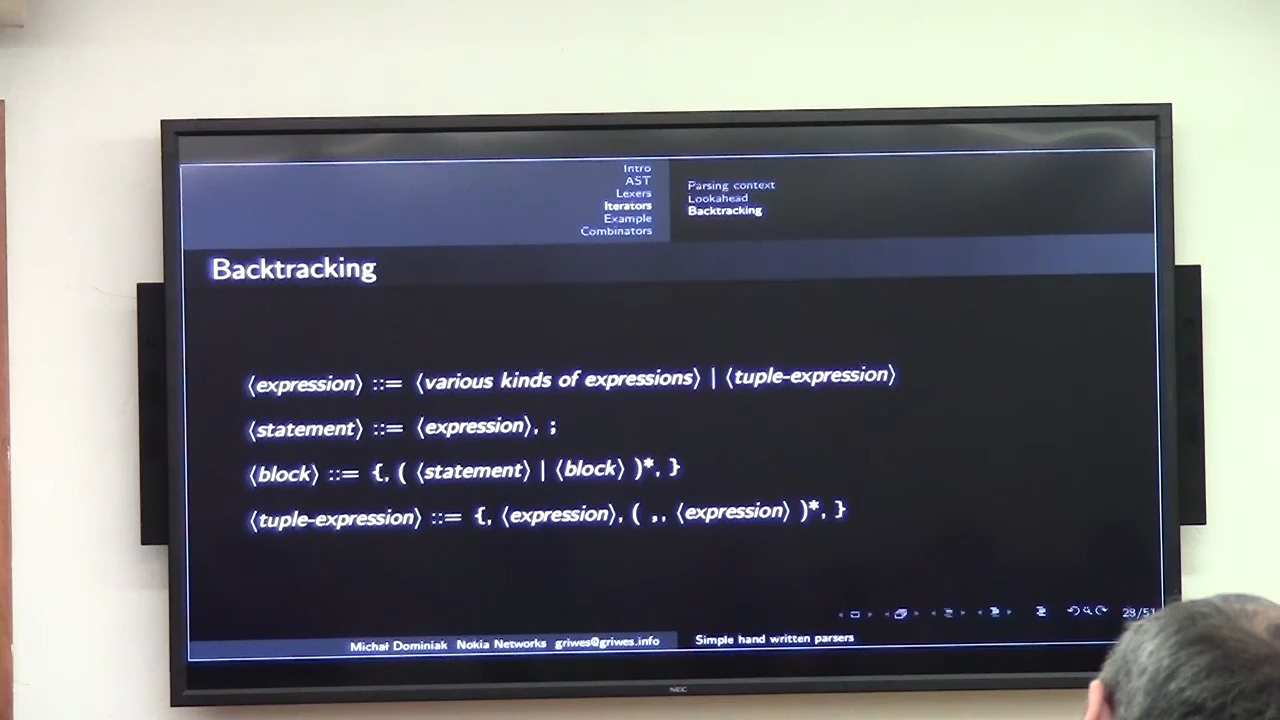 Intro
AST
Lexers
Iterators
Example
Combinators
Parsing context
Lookahead
Backtracking
Backtracking
⟨expression⟩ ::= ⟨various kinds of expressions⟩ | ⟨tuple-expression⟩
⟨statement⟩ ::= ⟨expression⟩, ;
⟨block⟩ ::= {, ( ⟨statement⟩ | ⟨block⟩ )*, }
⟨tuple-expression⟩ ::= {, ⟨expression⟩, ( ,, ⟨expression⟩ )*, }
Michał Dominiak Nokia Networks griwes@griwes.info
Simple hand written parsers
NEC